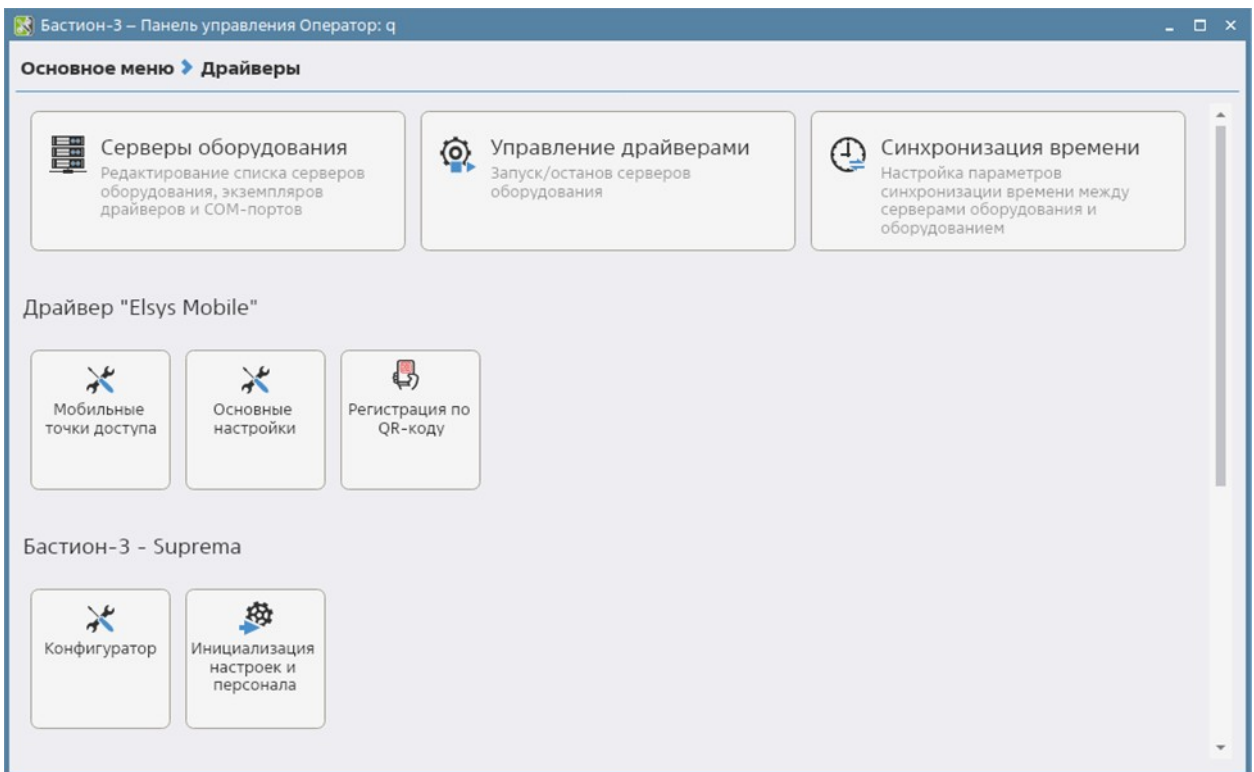 Бастион-3 – Панель управления Оператор: q
Основное меню Драйверы
Серверы оборудования
Редактирование списка серверов
оборудования, экземпляров
драйверов и COM-портов
Управление драйверами
Запуск/останов серверов
оборудования
Синхронизация времени
Настройка параметров
синхронизации времени между
серверами оборудования и
оборудованием
Драйвер "Elsys Mobile"
Мобильные
точки доступа
Основные
настройки
Регистрация по
QR-коду
Бастион-3 - Suprema
Конфигуратор
Инициализация
настроек и
персонала